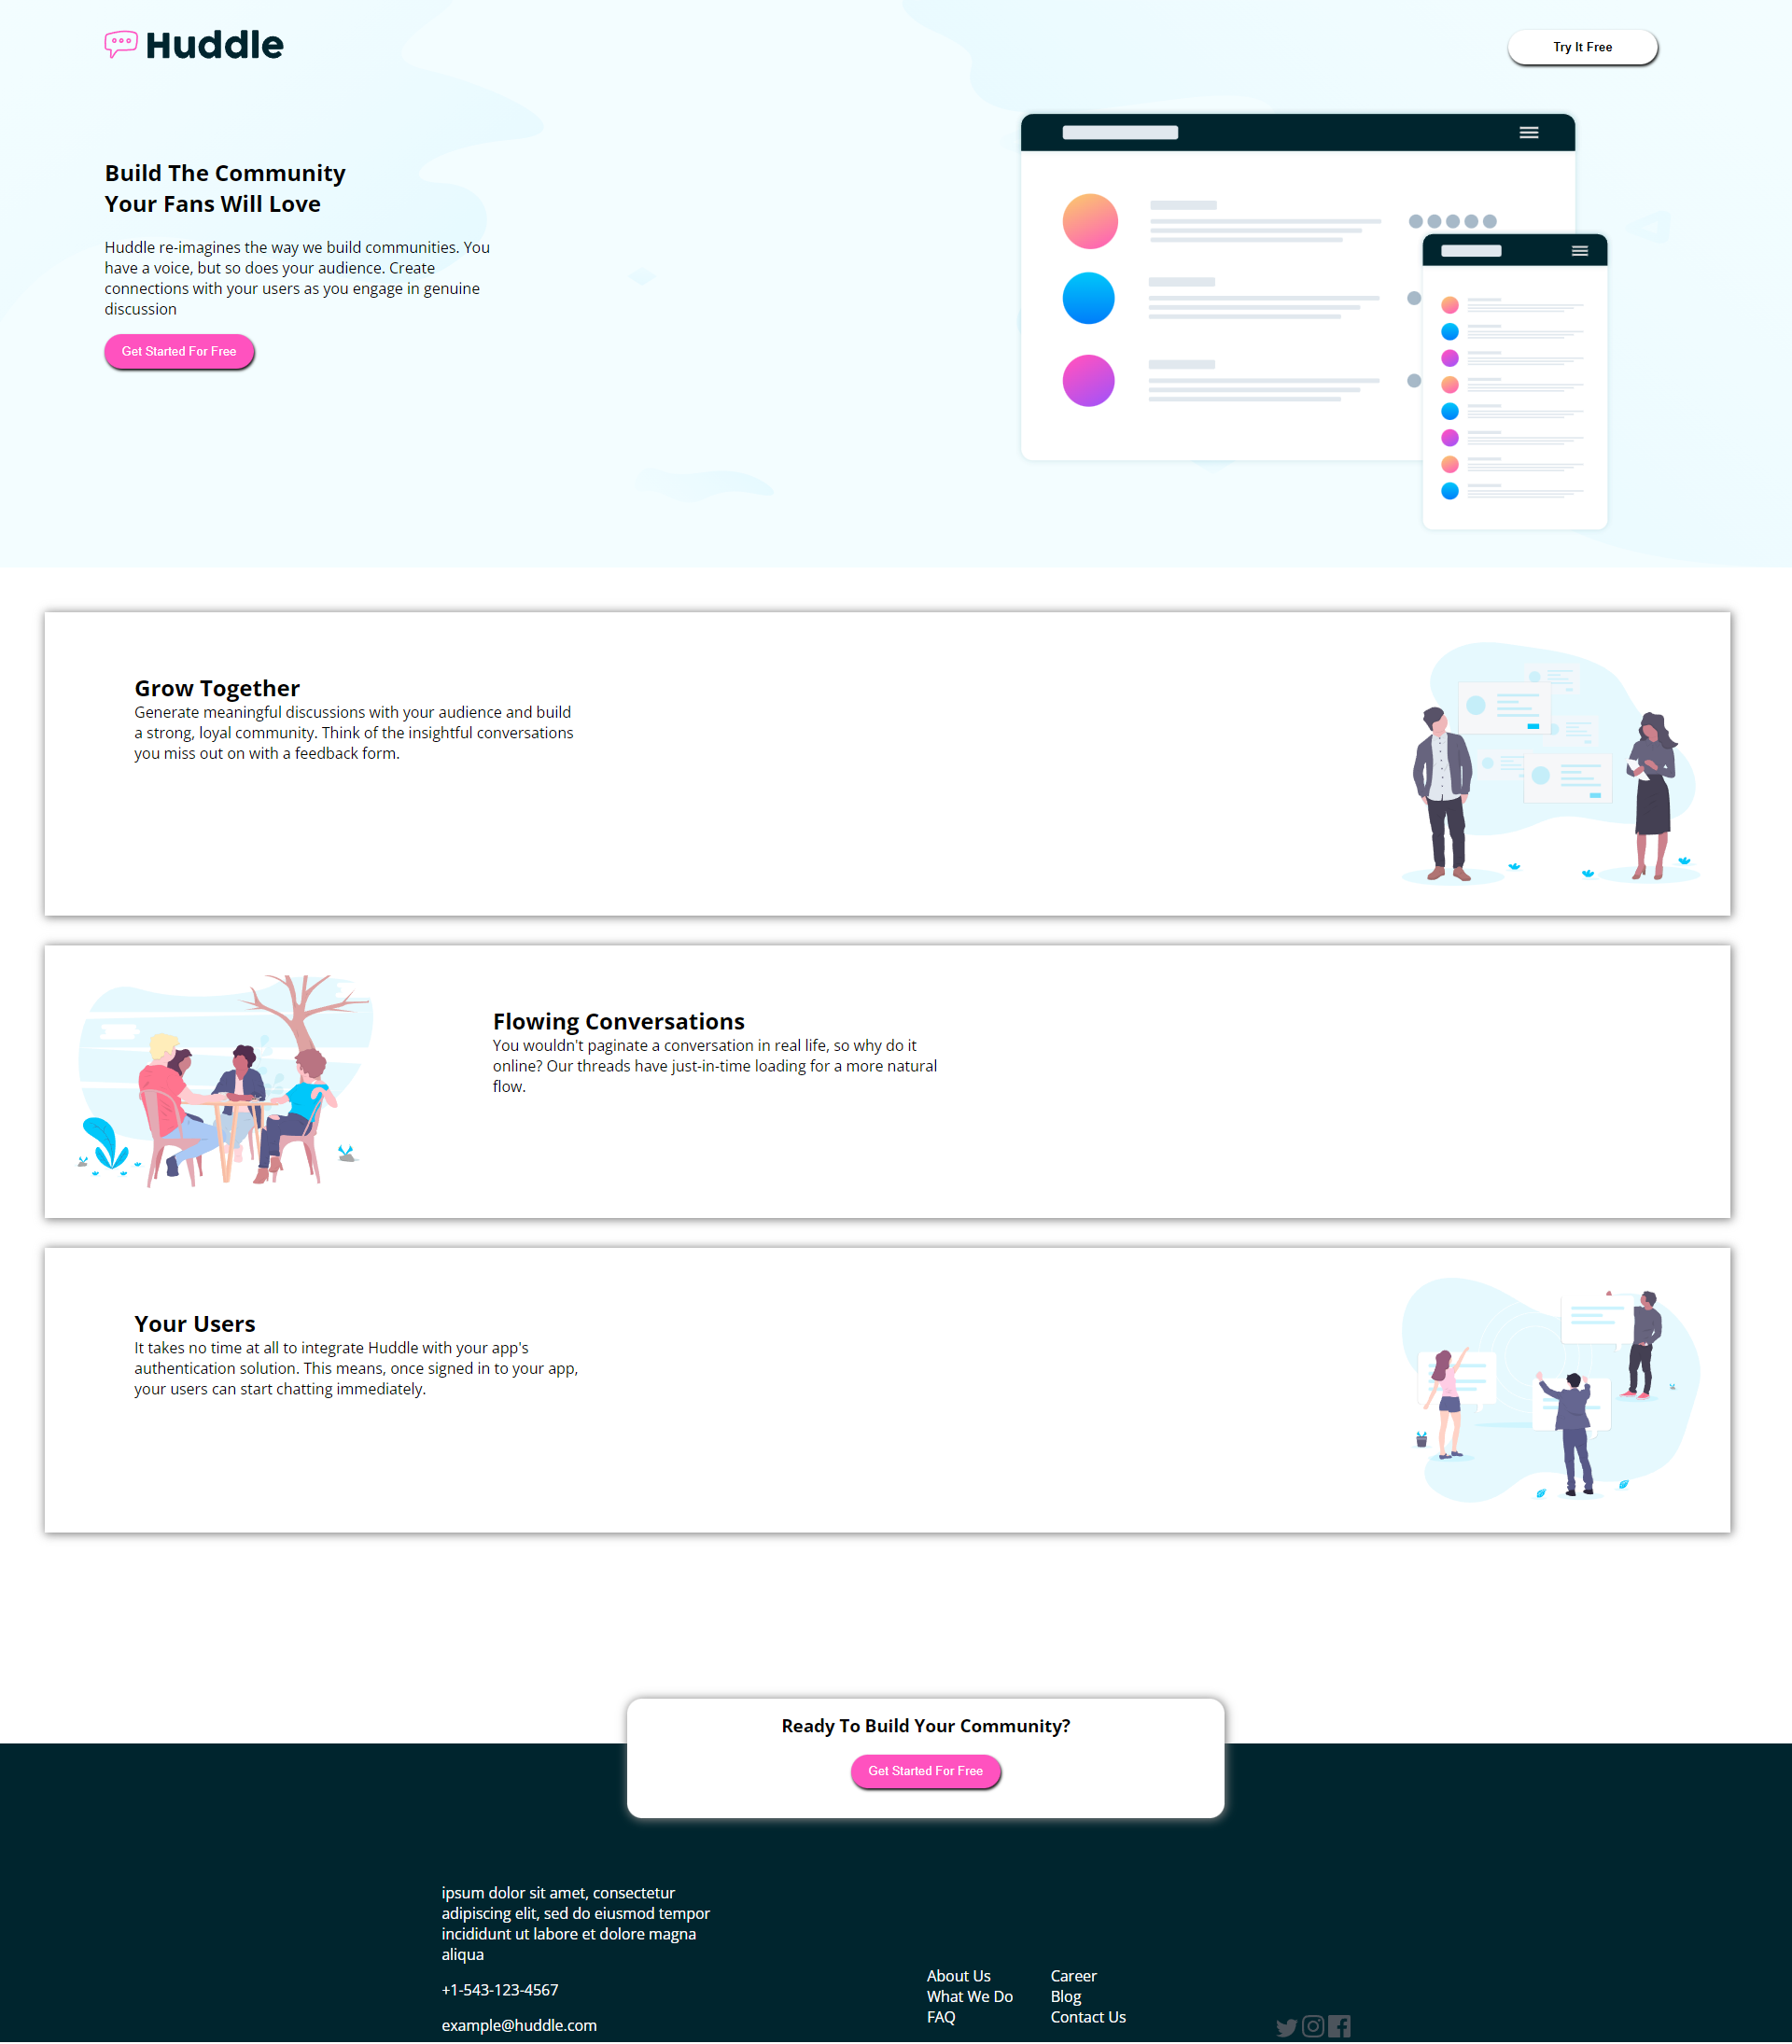 Huddle
Try It Free
Build The Community
Your Fans Will Love
Huddle re-imagines the way we build communities. You
have a voice, but so does your audience. Create
connections with your users as you engage in genuine
discussion
Get Started For Free
Grow Together
Generate meaningful discussions with your audience and build
a strong, loyal community. Think of the insightful conversations
you miss out on with a feedback form.
Flowing Conversations
You wouldn't paginate a conversation in real life, so why do it
online? Our threads have just-in-time loading for a more natural
flow.
Your Users
It takes no time at all to integrate Huddle with your app's
authentication solution. This means, once signed in to your app,
your users can start chatting immediately.
Ready To Build Your Community?
Get Started For Free
ipsum dolor sit amet, consectetur
adipiscing elit, sed do eiusmod tempor
incididunt ut labore et dolore magna
aliqua
+1-543-123-4567
example@huddle.com
About Us
What We Do
FAQ
Career
Blog
Contact Us